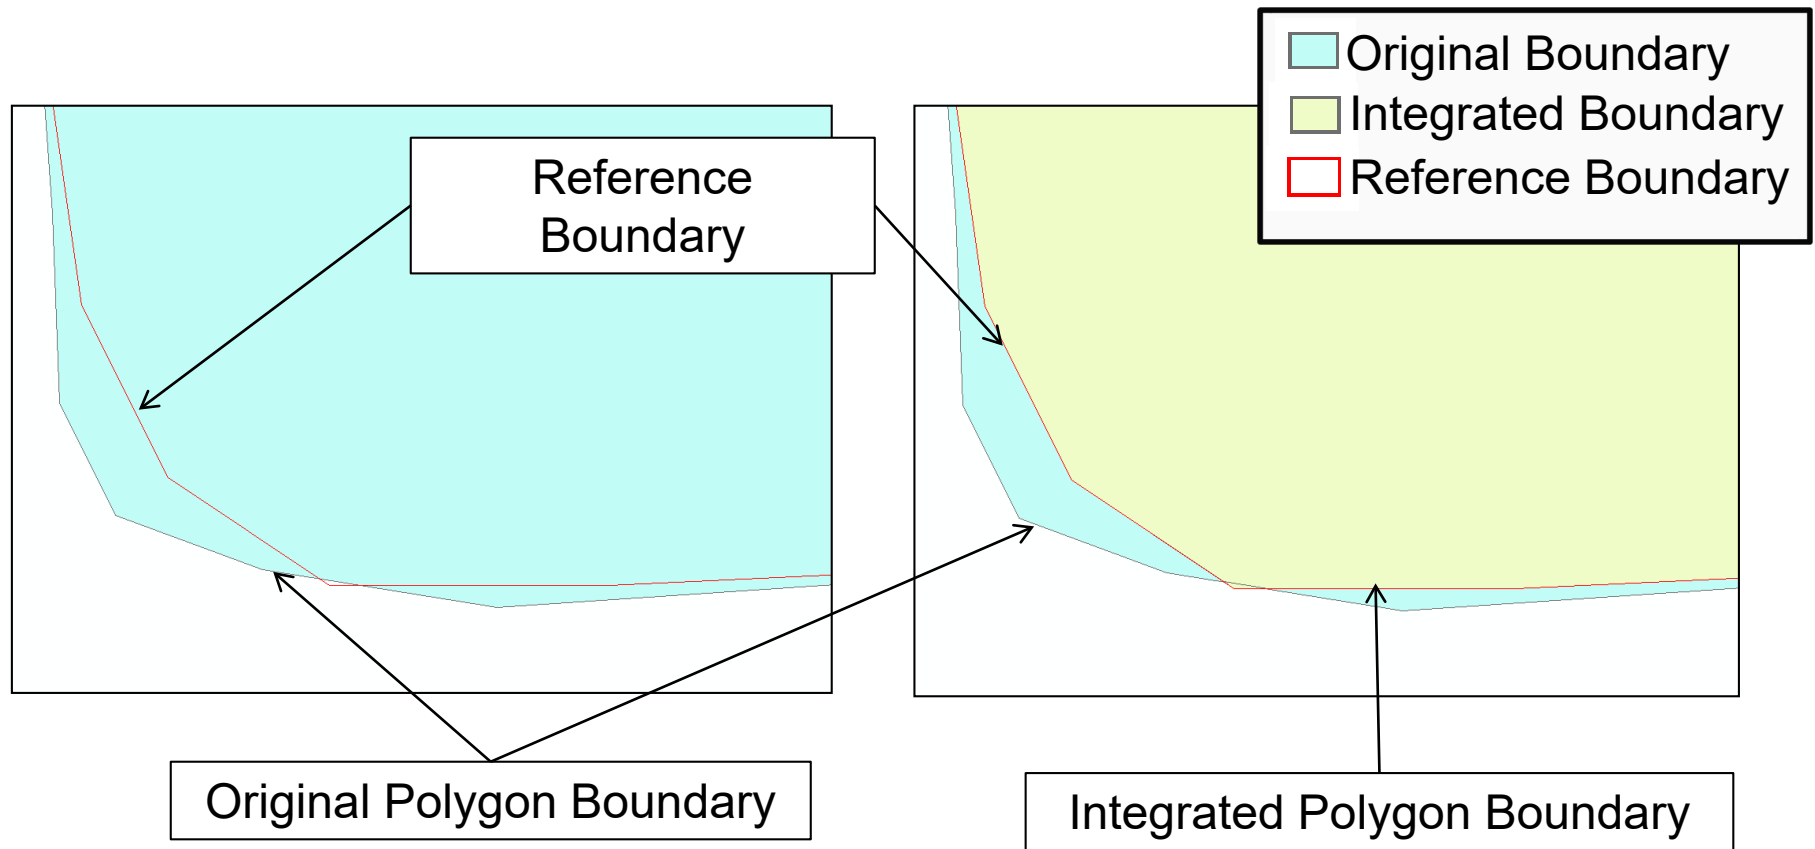 Original Boundary
Integrated Boundary
Reference Boundary
Reference
Boundary
Original Polygon Boundary
Integrated Polygon Boundary